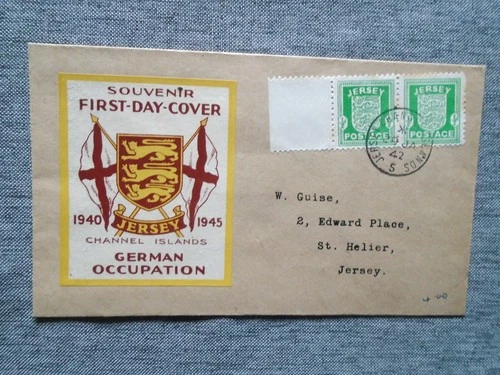 SOUVENIR
FIRST-DAY-COVER
1940 1945
JERSEY
CHANNEL ISLANDS
GERMAN
OCCUPATION
JERSEY
POSTAGE
JERSEY
POSTAGE
W. Guise,
2, Edward Place,
St. Helier,
Jersey.